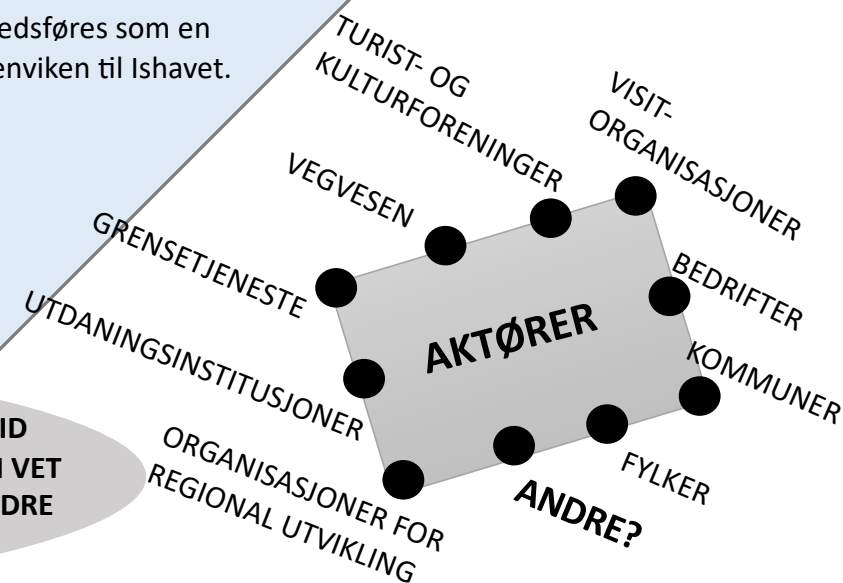 edsføres som en
enviken til Ishavet.
TURIST- OG
KULTURFORENINGER
VISIT-
ORGANISASJONER
VEGVESEN
GRENSETJENESTE
BEDRIFTER
AKTØRER
UTDANINGSINSTITUSJONER
KOMMUNER
ID
VET
DRE
ORGANISASJONER FOR
REGIONAL UTVIKLING
FYLKER
ANDRE?